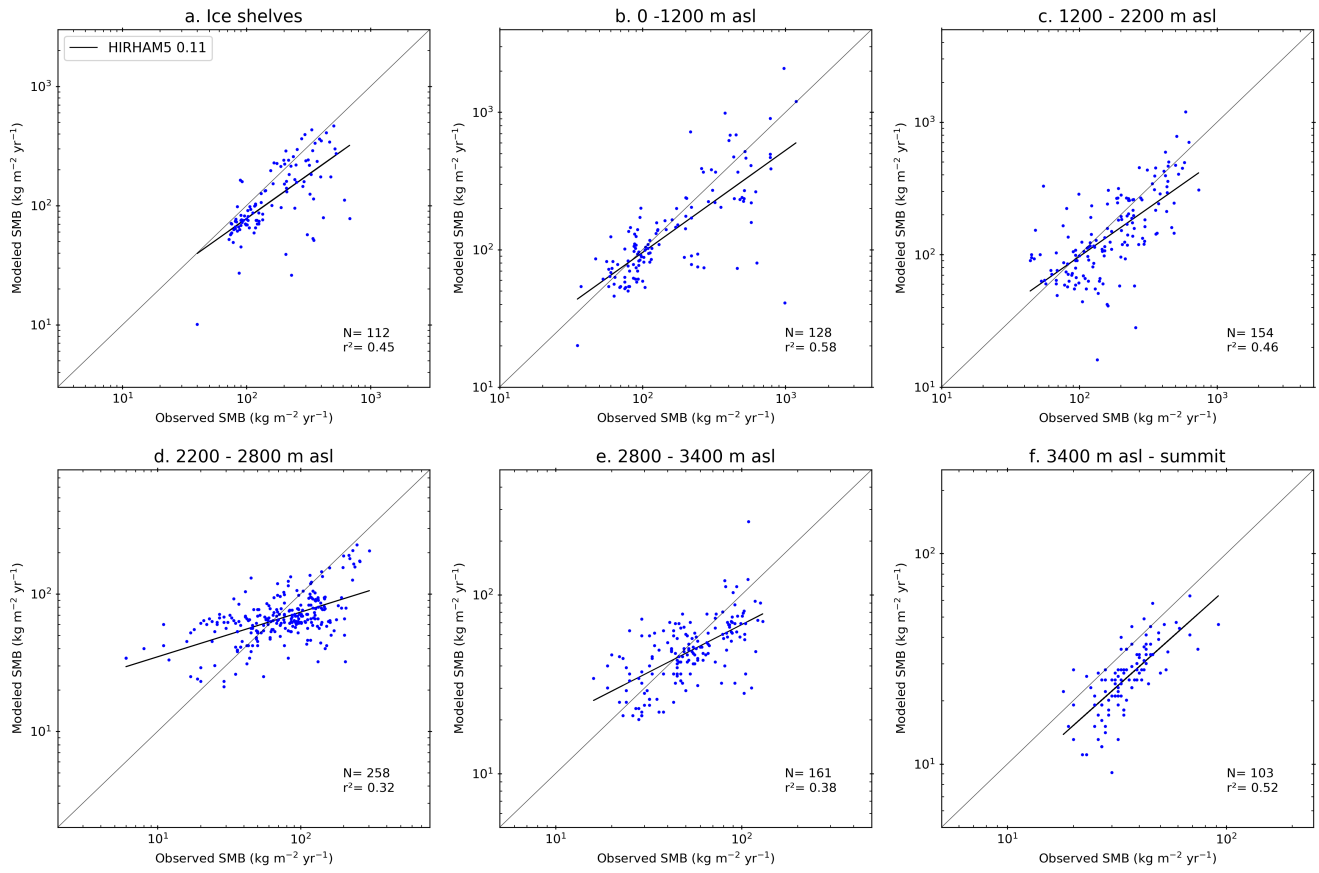 a. Ice shelves
HIRHAM5 0.11
10³
10²
10¹
10¹ 10² 10³
Modeled SMB (kg m⁻² yr⁻¹)
Observed SMB (kg m⁻² yr⁻¹)
N= 112
r²= 0.45
b. 0 -1200 m asl
10³
10²
10¹
10¹ 10² 10³
Modeled SMB (kg m⁻² yr⁻¹)
Observed SMB (kg m⁻² yr⁻¹)
N= 128
r²= 0.58
c. 1200 - 2200 m asl
10³
10²
10¹
10¹ 10² 10³
Modeled SMB (kg m⁻² yr⁻¹)
Observed SMB (kg m⁻² yr⁻¹)
N= 154
r²= 0.46
d. 2200 - 2800 m asl
10²
10¹
10¹ 10²
Modeled SMB (kg m⁻² yr⁻¹)
Observed SMB (kg m⁻² yr⁻¹)
N= 258
r²= 0.32
e. 2800 - 3400 m asl
10²
10¹
10¹ 10²
Modeled SMB (kg m⁻² yr⁻¹)
Observed SMB (kg m⁻² yr⁻¹)
N= 161
r²= 0.38
f. 3400 m asl - summit
10²
10¹
10¹ 10²
Modeled SMB (kg m⁻² yr⁻¹)
Observed SMB (kg m⁻² yr⁻¹)
N= 103
r²= 0.52